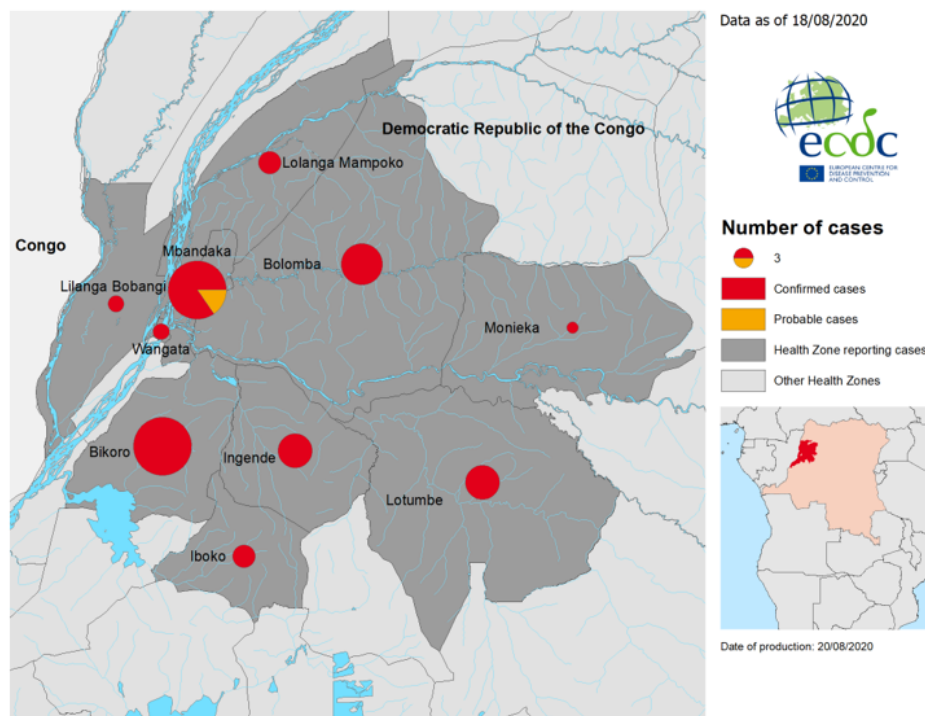 Data as of 18/08/2020
ecdc
EUROPEAN CENTRE FOR
DISEASE PREVENTION
AND CONTROL
Democratic Republic of the Congo
Lolanga Mampoko
Congo
Mbandaka
Bolomba
Lilanga Bobangi
Monieka
Wangata
Bikoro
Ingende
Lotumbe
Iboko
Number of cases
3
Confirmed cases
Probable cases
Health Zone reporting cases
Other Health Zones
Date of production: 20/08/2020